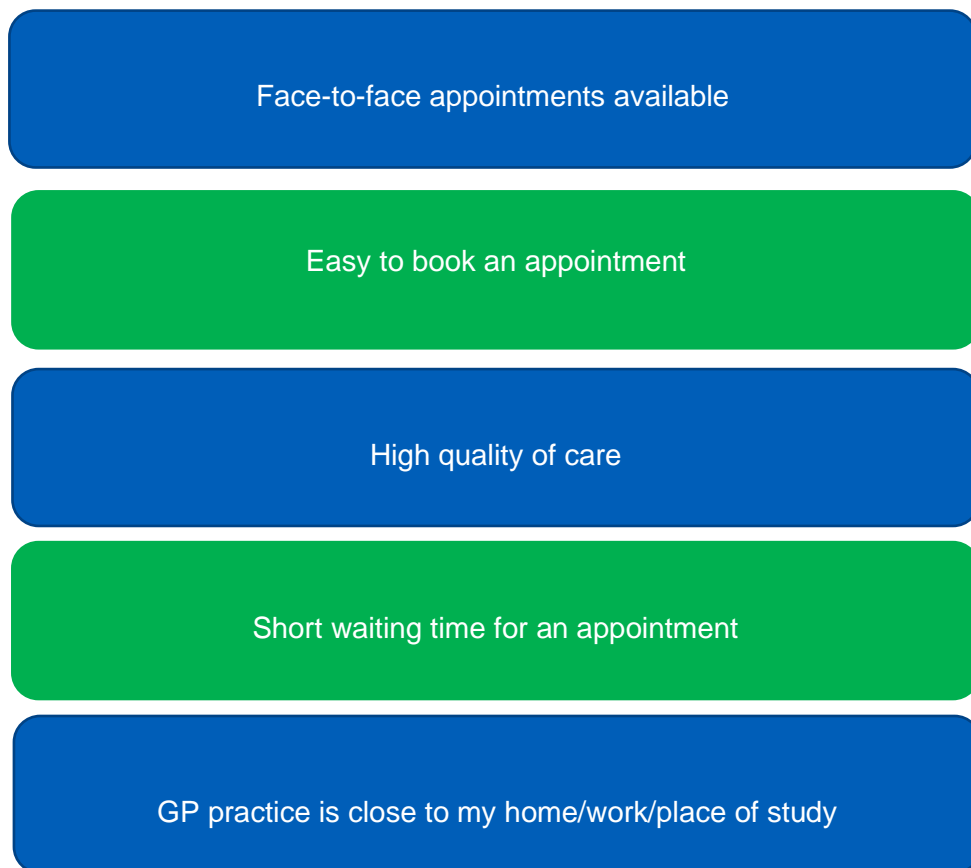 Face-to-face appointments available
Easy to book an appointment
High quality of care
Short waiting time for an appointment
GP practice is close to my home/work/place of study